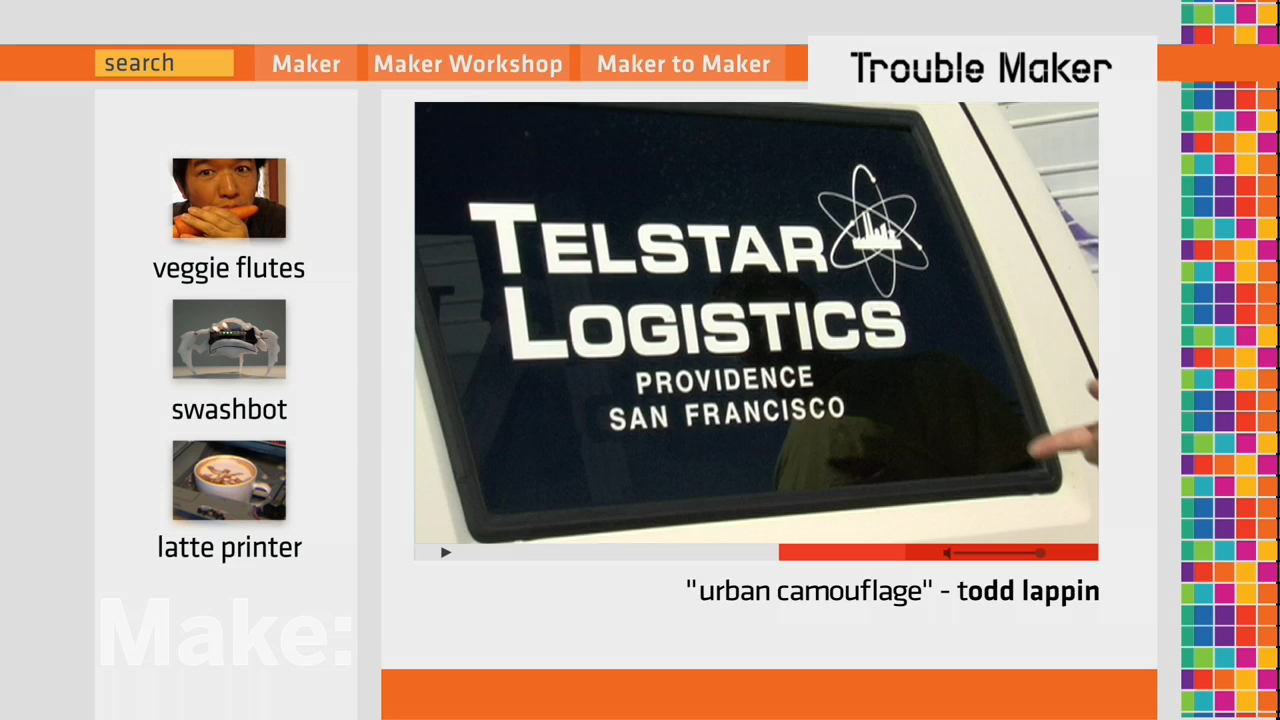 search
Maker
Maker Workshop
Maker to Maker
Trouble Maker
veggie flutes
swashbot
latte printer
Make:
TELSTAR
LOGISTICS
PROVIDENCE
SAN FRANCISCO
"urban camouflage" - todd lappin